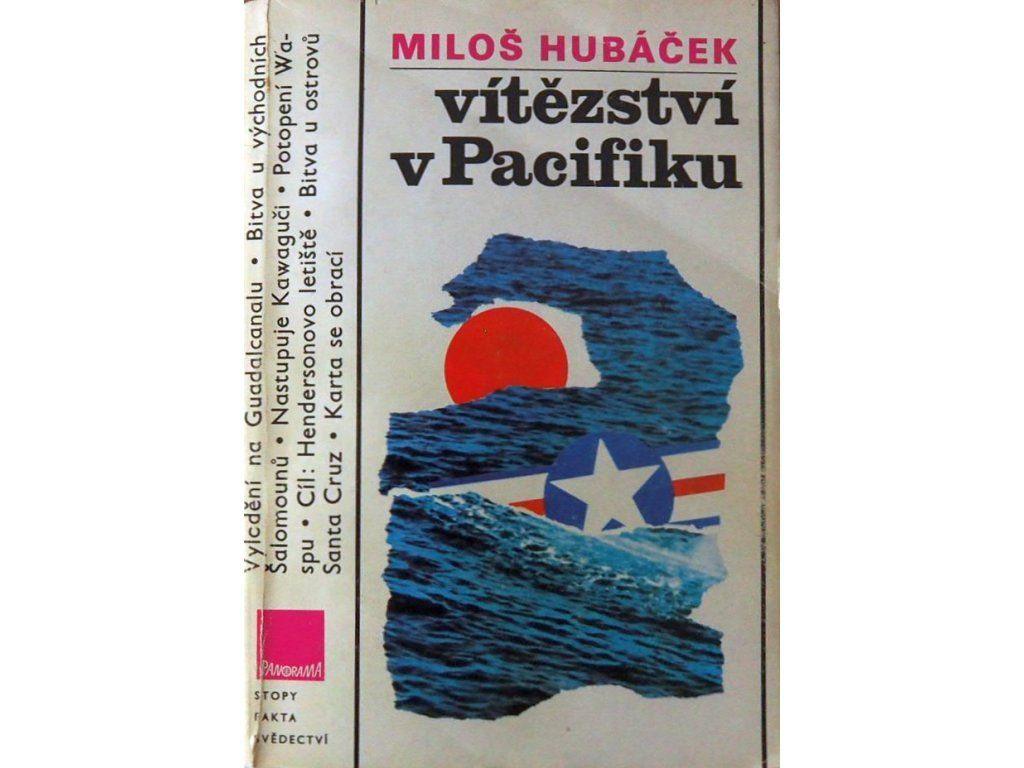 MILOŠ HUBÁČEK
vítězství
v Pacifiku
Vylodění na Guadalcanalu • Bitva u východních
Šalomounů • Nastupuje Kawaguči • Potopení Wa-
spu • Cíl: Hendersonovo letiště • Bitva u ostrovů
Santa Cruz • Karta se obrací
PANORAMA
STOPY
FAKTA
SVĚDECTVÍ